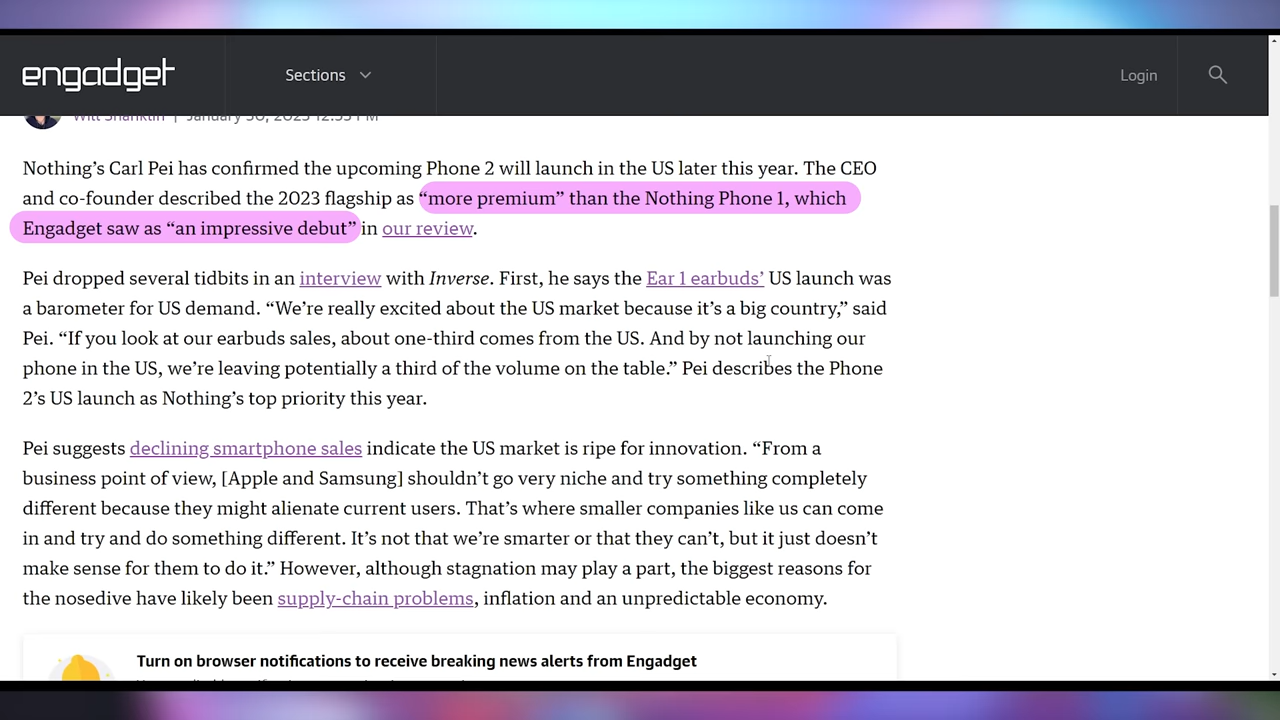 engadget
Sections
Login
Will Shanklin | January 30, 2023 12:55 PM
Nothing’s Carl Pei has confirmed the upcoming Phone 2 will launch in the US later this year. The CEO
and co-founder described the 2023 flagship as “more premium” than the Nothing Phone 1, which
Engadget saw as “an impressive debut” in our review.
Pei dropped several tidbits in an interview with Inverse. First, he says the Ear 1 earbuds’ US launch was
a barometer for US demand. “We’re really excited about the US market because it’s a big country,” said
Pei. “If you look at our earbuds sales, about one-third comes from the US. And by not launching our
phone in the US, we’re leaving potentially a third of the volume on the table.” Pei describes the Phone
2’s US launch as Nothing’s top priority this year.
Pei suggests declining smartphone sales indicate the US market is ripe for innovation. “From a
business point of view, [Apple and Samsung] shouldn’t go very niche and try something completely
different because they might alienate current users. That’s where smaller companies like us can come
in and try and do something different. It’s not that we’re smarter or that they can’t, but it just doesn’t
make sense for them to do it.” However, although stagnation may play a part, the biggest reasons for
the nosedive have likely been supply-chain problems, inflation and an unpredictable economy.
Turn on browser notifications to receive breaking news alerts from Engadget